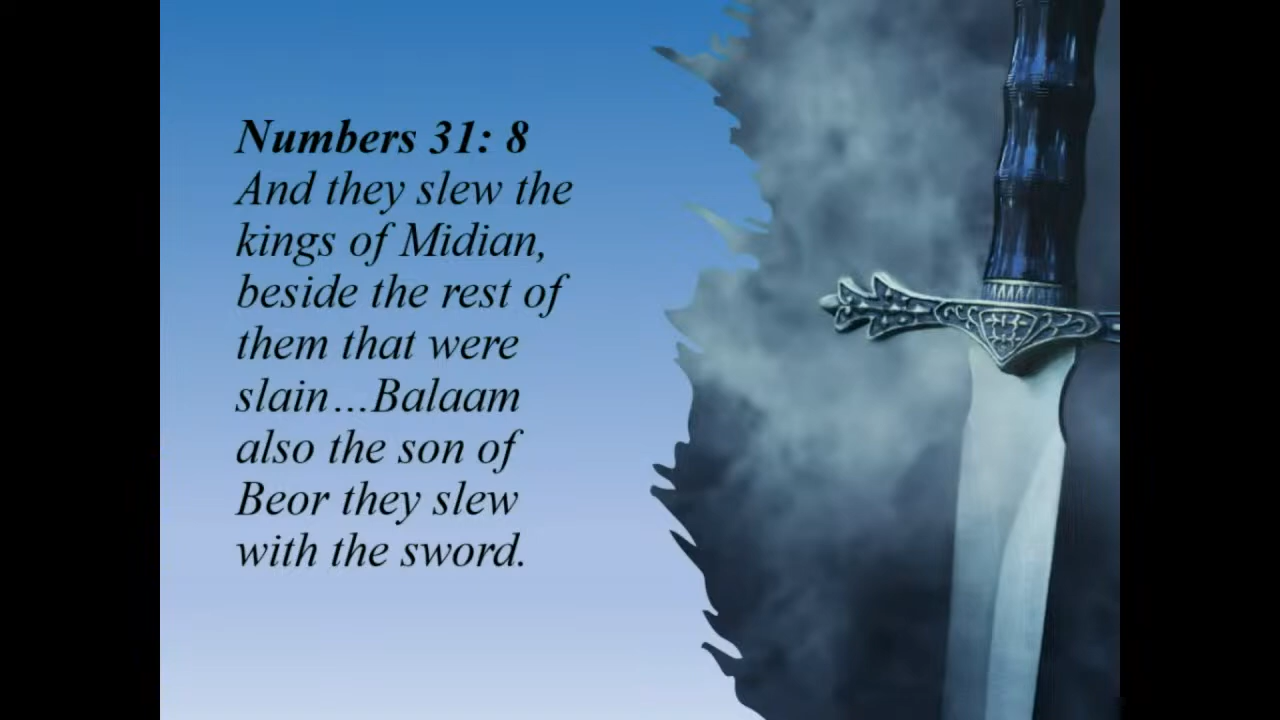 Numbers 31: 8
And they slew the
kings of Midian,
beside the rest of
them that were
slain…Balaam
also the son of
Beor they slew
with the sword.